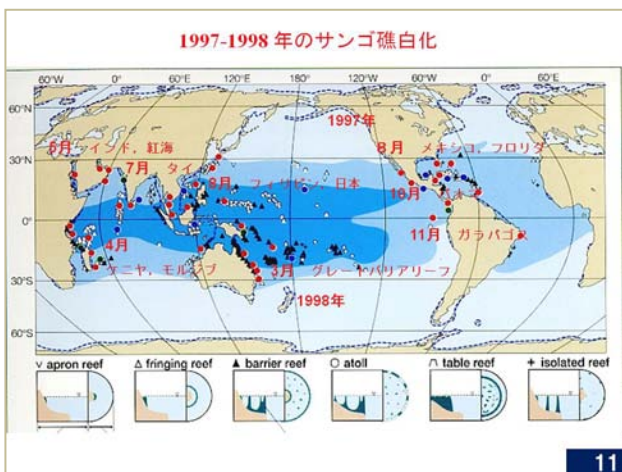 1997-1998 年のサンゴ礁白化
60°W 0° 60°E 120°E 180° 120°W 60°W 0° 60°E
60°N
1997年
5月 インド, 紅海
7月 タイ
8月 フィリピン, 日本
8月 メキシコ, フロリダ
30°N
10月
0°
11月 ガラパゴス
4月
ケニヤ, モルジブ
3月 グレートバリアリーフ
30°S
1998年
60°S
v apron reef
△ fringing reef
▲ barrier reef
○ atoll
table reef
+ isolated reef
11